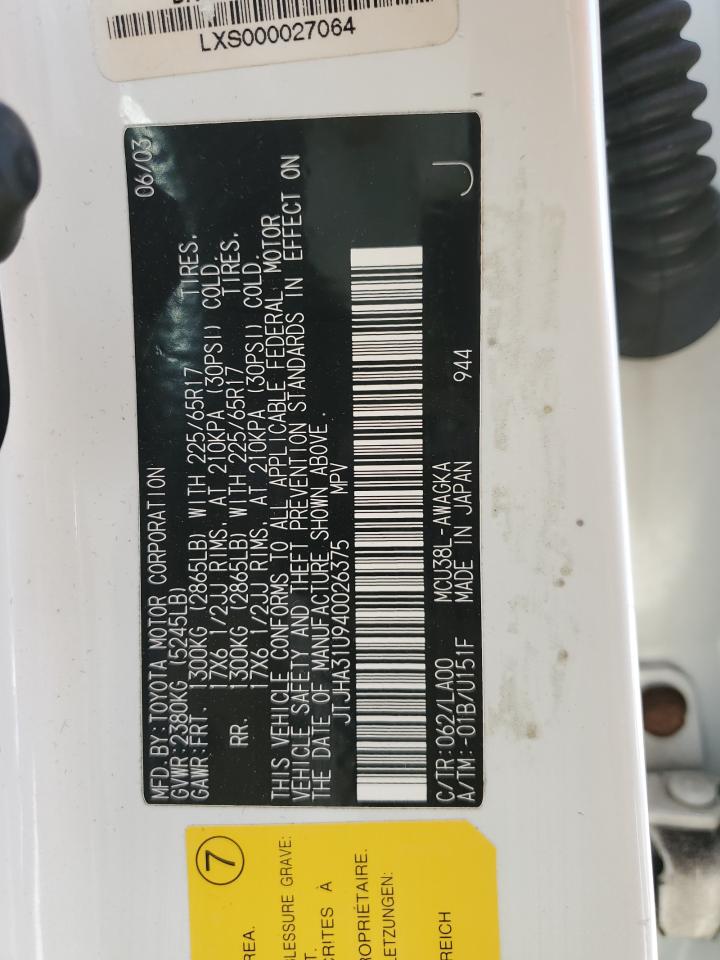 LXS000027064
MFD.BY:TOYOTA MOTOR CORPORATION 06/03
GVWR:2380KG (5245LB)
GAWR:FRT. 1300KG (2865LB) WITH 225/65R17 TIRES,
17X6 1/2JJ RIMS, AT 210KPA (30PSI) COLD.
RR. 1300KG (2865LB) WITH 225/65R17 TIRES,
17X6 1/2JJ RIMS, AT 210KPA (30PSI) COLD.
THIS VEHICLE CONFORMS TO ALL APPLICABLE FEDERAL MOTOR
VEHICLE SAFETY AND THEFT PREVENTION STANDARDS IN EFFECT ON
THE DATE OF MANUFACTURE SHOWN ABOVE.
JTJHA31U940026375 MPV
C/TR:062/LA00 MCU38L-AWAGKA 944
A/TM:-01B/U151F MADE IN JAPAN
J
7
REA.
BLESSURE GRAVE:
T.
CRITES À
ROPRIÉTAIRE.
ETZUNGEN:
REICH